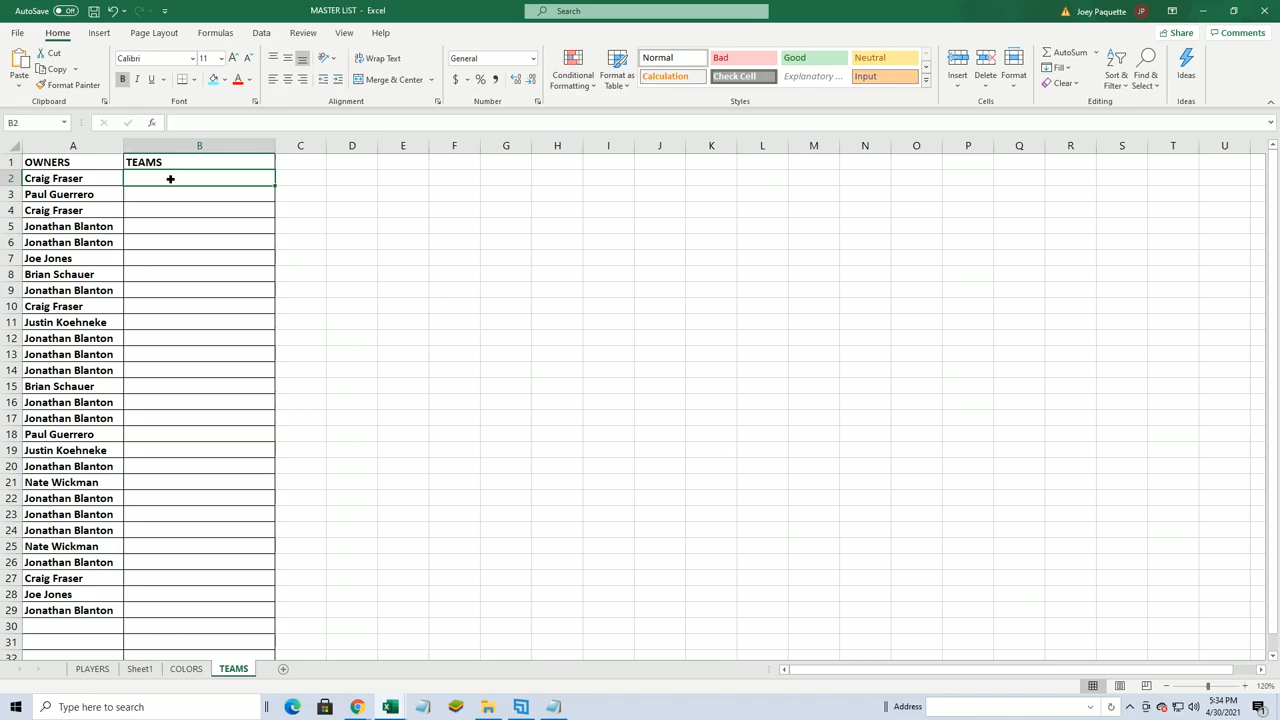 AutoSave Off MASTER LIST - Excel Search Joey Paquette JP
File Home Insert Page Layout Formulas Data Review View Help Share Comments
Paste Cut Copy Format Painter Clipboard
Calibri 11 A A B I U A Font
Wrap Text Merge & Center Alignment
General $ % Number
Conditional Formatting Format as Table
Normal Bad Good Neutral
Calculation Check Cell Explanatory ... Input
Styles
Insert Delete Format Cells
AutoSum Fill Clear Sort & Filter Find & Select Editing
Ideas Ideas
B2 fx
A B C D E F G H I J K L M N O P Q R S T U
1 OWNERS TEAMS
2 Craig Fraser
3 Paul Guerrero
4 Craig Fraser
5 Jonathan Blanton
6 Jonathan Blanton
7 Joe Jones
8 Brian Schauer
9 Jonathan Blanton
10 Craig Fraser
11 Justin Koehneke
12 Jonathan Blanton
13 Jonathan Blanton
14 Jonathan Blanton
15 Brian Schauer
16 Jonathan Blanton
17 Jonathan Blanton
18 Paul Guerrero
19 Justin Koehneke
20 Jonathan Blanton
21 Nate Wickman
22 Jonathan Blanton
23 Jonathan Blanton
24 Jonathan Blanton
25 Nate Wickman
26 Jonathan Blanton
27 Craig Fraser
28 Joe Jones
29 Jonathan Blanton
30
31
32
PLAYERS Sheet1 COLORS TEAMS
120%
Type here to search Address 5:34 PM
4/30/2021